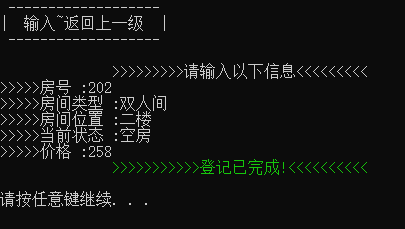 -------------------
|  输入~返回上一级  |
-------------------
>>>>>>>>>请输入以下信息<<<<<<<<<
>>>>>房号 :202
>>>>>房间类型 :双人间
>>>>>房间位置 :二楼
>>>>>当前状态 :空房
>>>>>价格 :258
>>>>>>>>>>>登记已完成!<<<<<<<<<<
请按任意键继续. . .